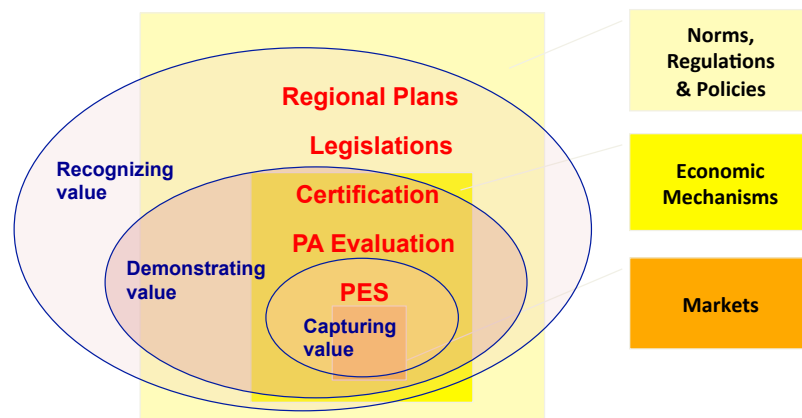 Regional Plans
Legislations
Recognizing
value
Certification
PA Evaluation
Demonstrating
value
PES
Capturing
value
Norms,
Regulations
& Policies
Economic
Mechanisms
Markets